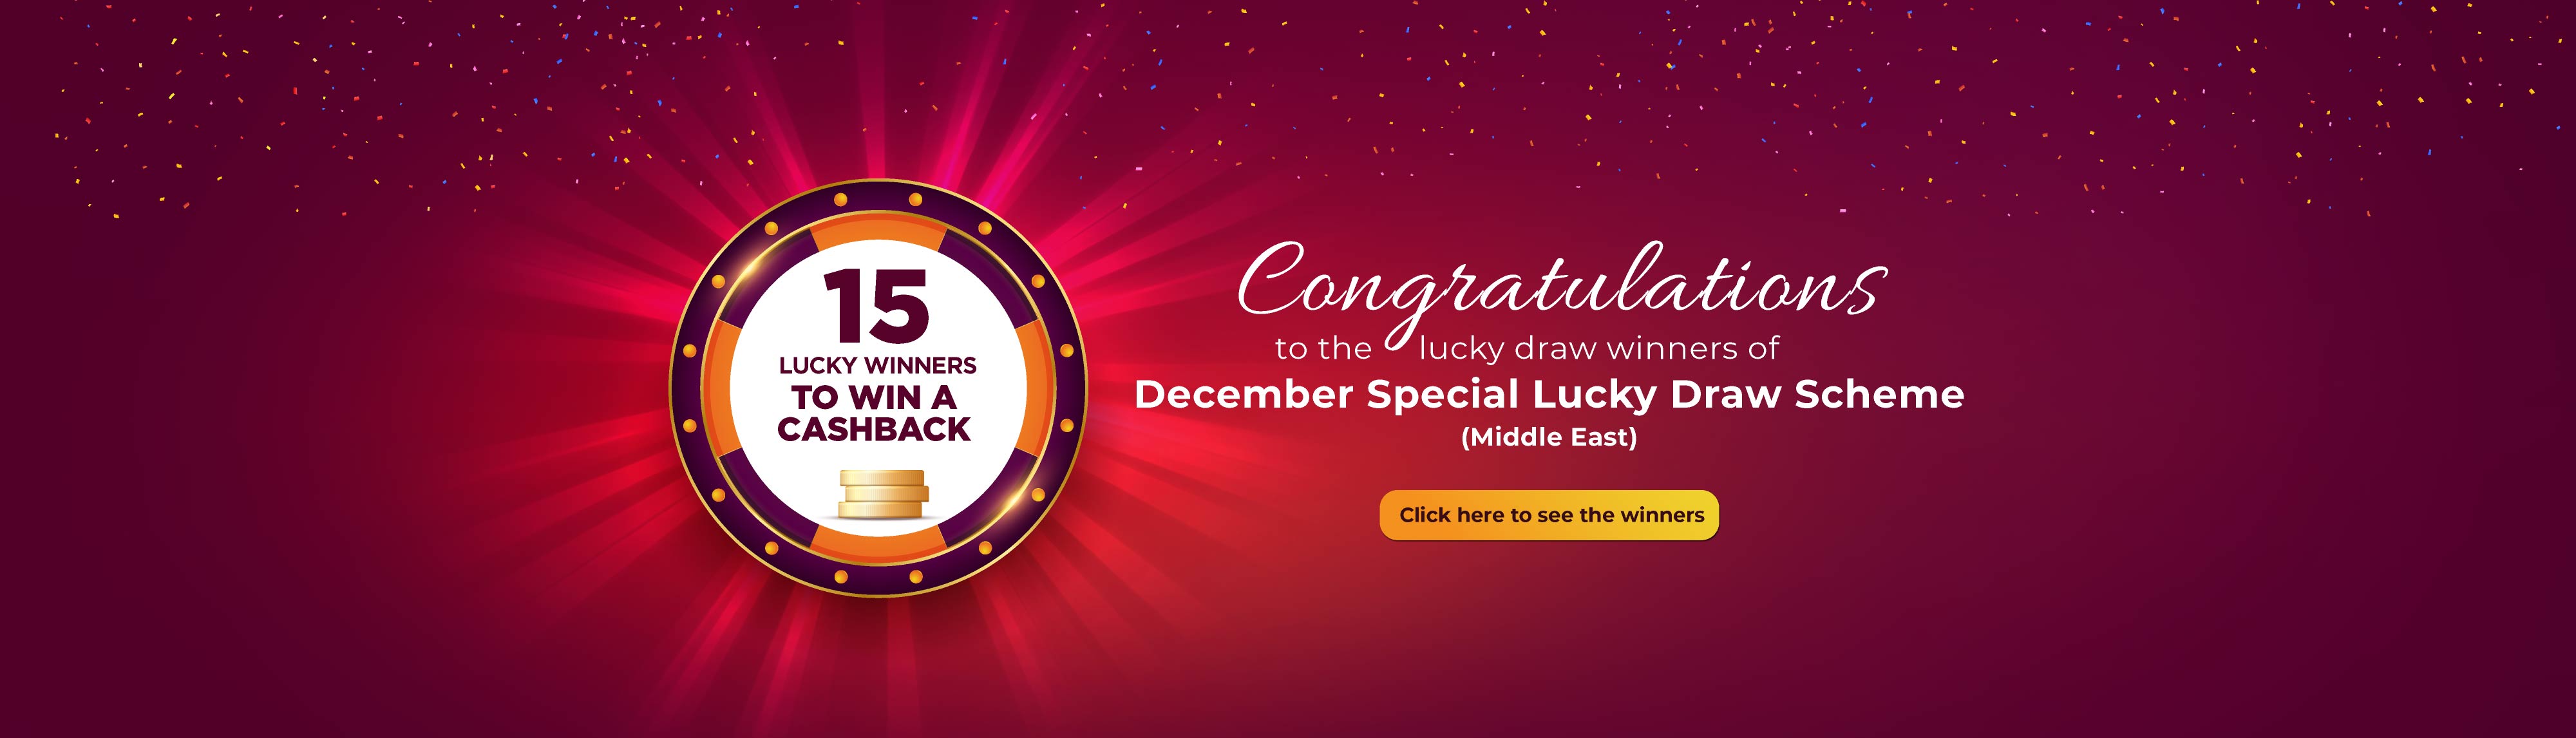 15
LUCKY WINNERS
TO WIN A
CASHBACK
Congratulations
to the lucky draw winners of
December Special Lucky Draw Scheme
(Middle East)
Click here to see the winners